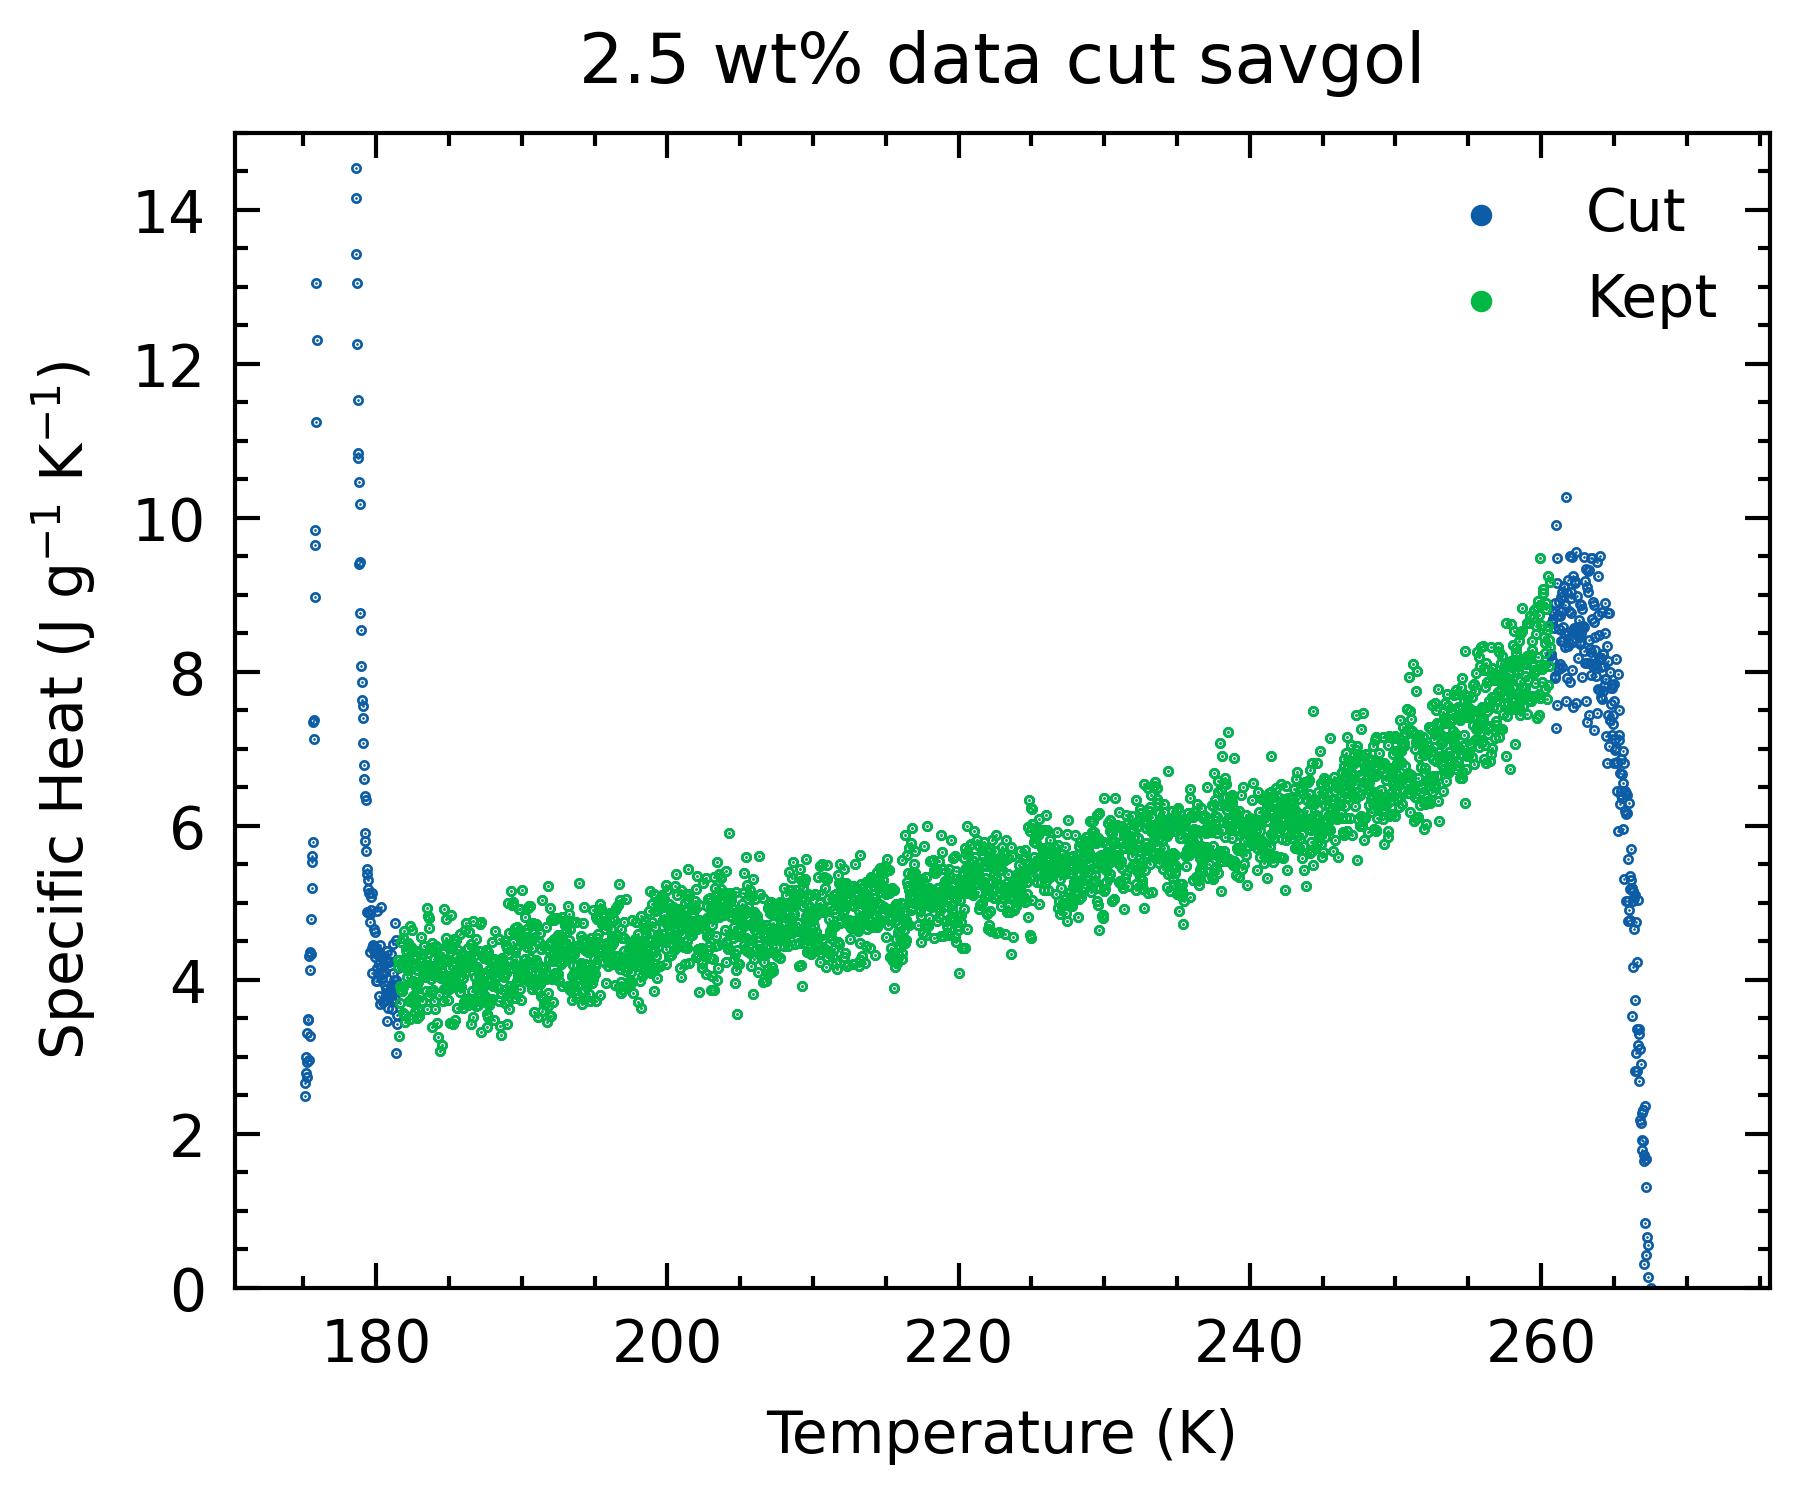 2.5 wt% data cut savgol
Cut
Kept
14
12
10
8
6
4
2
0
Specific Heat (J g⁻¹ K⁻¹)
180 200 220 240 260
Temperature (K)